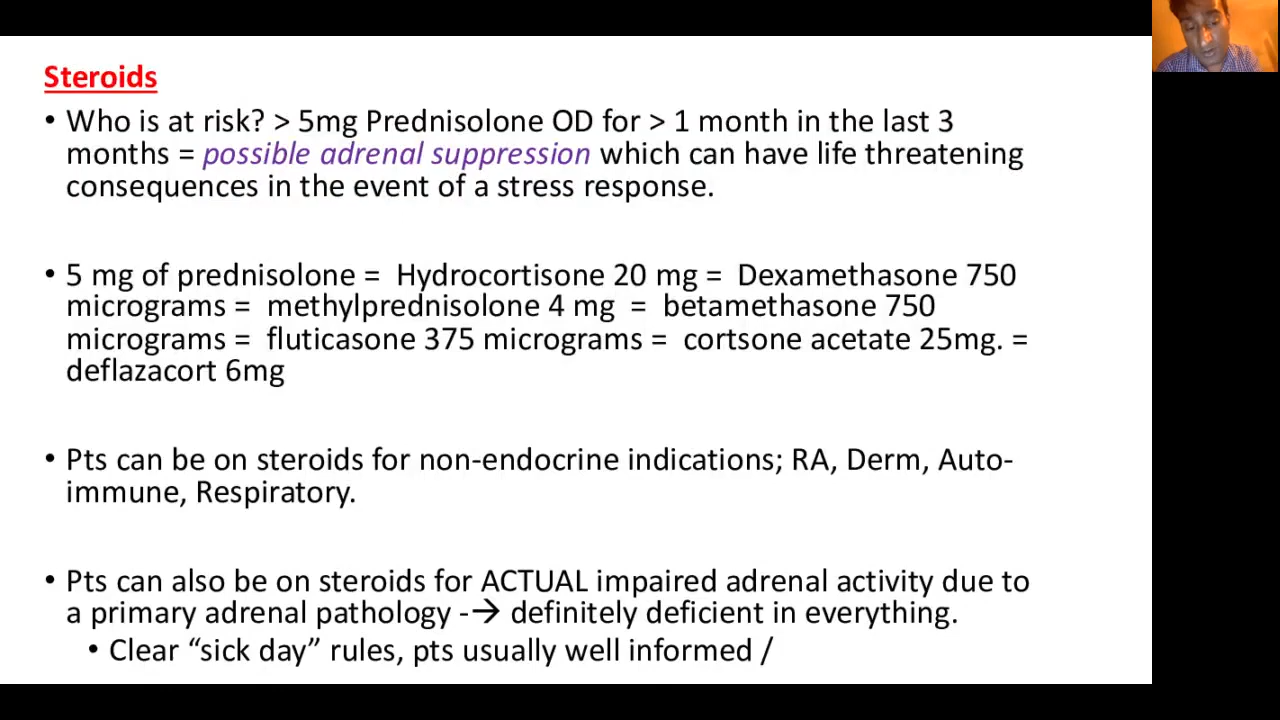 Steroids
• Who is at risk? > 5mg Prednisolone OD for > 1 month in the last 3
months = possible adrenal suppression which can have life threatening
consequences in the event of a stress response.
• 5 mg of prednisolone = Hydrocortisone 20 mg = Dexamethasone 750
micrograms = methylprednisolone 4 mg = betamethasone 750
micrograms = fluticasone 375 micrograms = cortsone acetate 25mg. =
deflazacort 6mg
• Pts can be on steroids for non-endocrine indications; RA, Derm, Auto-
immune, Respiratory.
• Pts can also be on steroids for ACTUAL impaired adrenal activity due to
a primary adrenal pathology -→ definitely deficient in everything.
• Clear “sick day” rules, pts usually well informed /